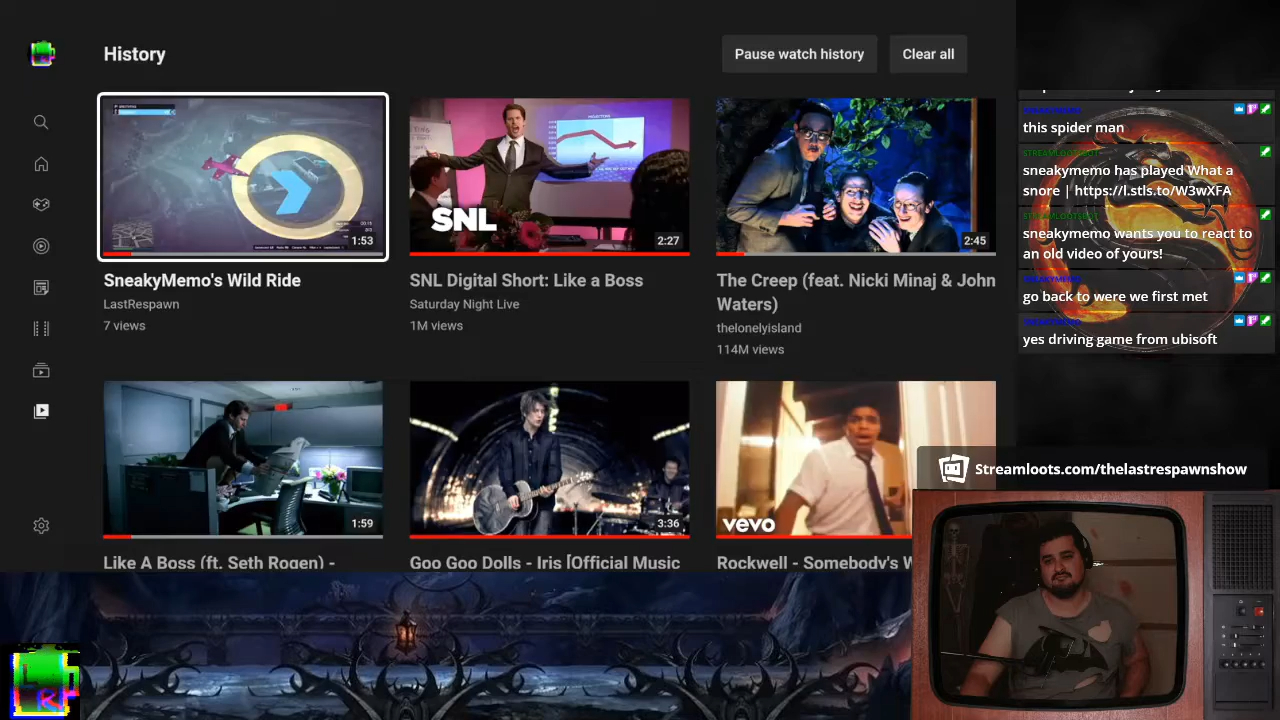 History
Pause watch history
Clear all
1:53
SNL
2:27
2:45
SneakyMemo's Wild Ride
LastRespawn
7 views
SNL Digital Short: Like a Boss
Saturday Night Live
1M views
The Creep (feat. Nicki Minaj & John
Waters)
thelonelyisland
114M views
1:59
3:36
vevo
Like A Boss (ft. Seth Rogen) -
Goo Goo Dolls - Iris [Official Music
Rockwell - Somebody's W
this spider man
STREAMLOOTSBOT
sneakymemo has played What a
snore | https://l.stls.to/W3wXFA
STREAMLOOTSBOT
sneakymemo wants you to react to
an old video of yours!
SNEAKYMEMO
go back to were we first met
SNEAKYMEMO
yes driving game from ubisoft
Streamloots.com/thelastrespawnshow